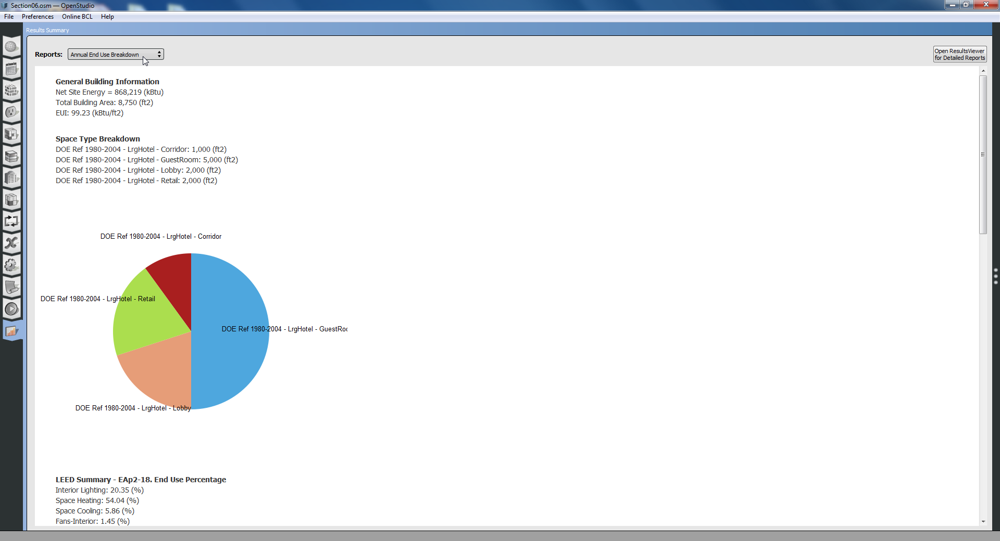 Section06.osm — OpenStudio
File Preferences Online BCL Help
Results Summary
Reports: Annual End Use Breakdown
Open ResultsViewer
for Detailed Reports
General Building Information
Net Site Energy = 868,219 (kBtu)
Total Building Area: 8,750 (ft2)
EUI: 99.23 (kBtu/ft2)
Space Type Breakdown
DOE Ref 1980-2004 - LrgHotel - Corridor: 1,000 (ft2)
DOE Ref 1980-2004 - LrgHotel - GuestRoom: 5,000 (ft2)
DOE Ref 1980-2004 - LrgHotel - Lobby: 2,000 (ft2)
DOE Ref 1980-2004 - LrgHotel - Retail: 2,000 (ft2)
DOE Ref 1980-2004 - LrgHotel - Corridor
DOE Ref 1980-2004 - LrgHotel - Retail
DOE Ref 1980-2004 - LrgHotel - GuestRoo
DOE Ref 1980-2004 - LrgHotel - Lobby
LEED Summary - EAp2-18. End Use Percentage
Interior Lighting: 20.35 (%)
Space Heating: 54.04 (%)
Space Cooling: 5.86 (%)
Fans-Interior: 1.45 (%)